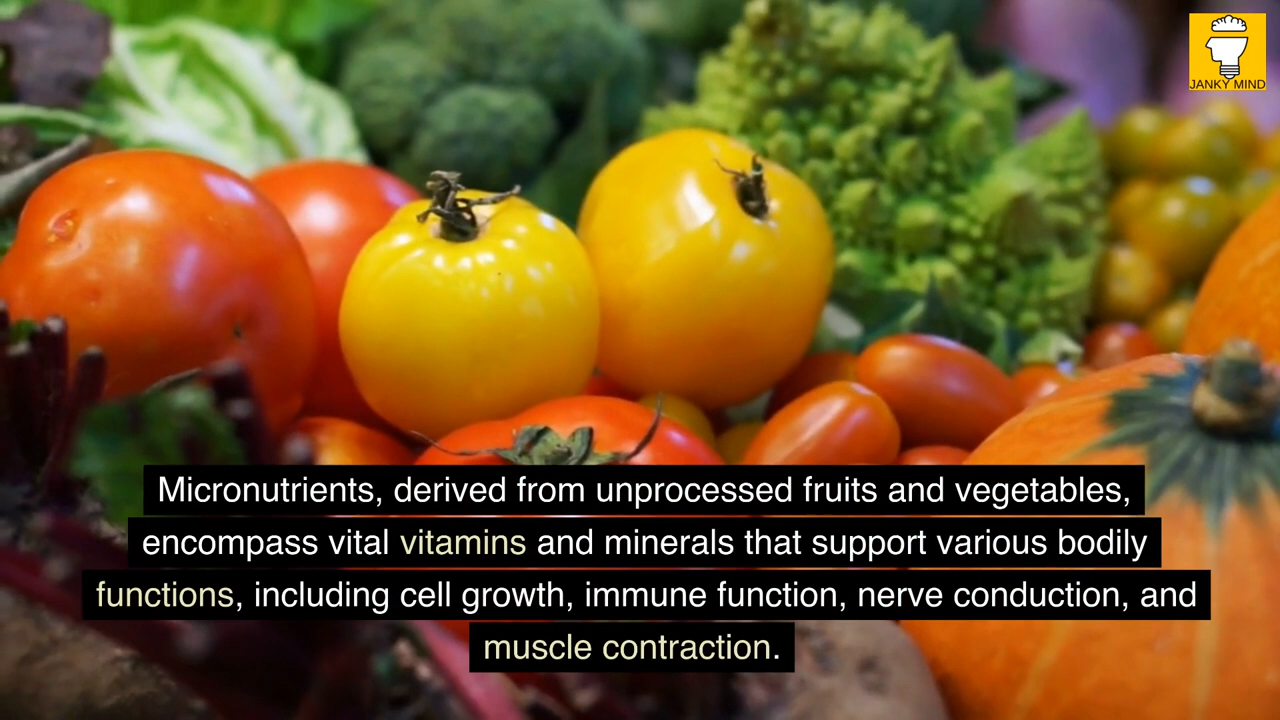 JANKY MIND
Micronutrients, derived from unprocessed fruits and vegetables,
encompass vital vitamins and minerals that support various bodily
functions, including cell growth, immune function, nerve conduction, and
muscle contraction.